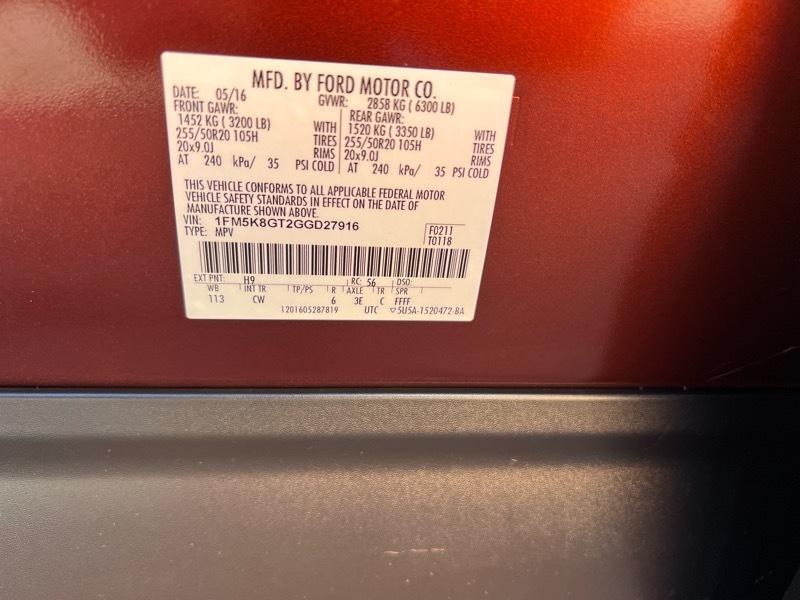 MFD. BY FORD MOTOR CO.
DATE: 05/16 GVWR: 2858 KG ( 6300 LB)
FRONT GAWR: REAR GAWR:
1452 KG ( 3200 LB) WITH 1520 KG ( 3350 LB) WITH
255/50R20 105H TIRES 255/50R20 105H TIRES
20x9.0J RIMS 20x9.0J RIMS
AT 240 kPa/ 35 PSI COLD AT 240 kPa/ 35 PSI COLD
THIS VEHICLE CONFORMS TO ALL APPLICABLE FEDERAL MOTOR
VEHICLE SAFETY STANDARDS IN EFFECT ON THE DATE OF
MANUFACTURE SHOWN ABOVE.
VIN: 1FM5K8GT2GGD27916 F0211
TYPE: MPV T0118
EXT PNT: H9 RC: 56 DSO:
WB INT TR TP/PS R AXLE TR SPR
113 CW 6 3E C FFFF
1201605287819 UTC ▽5U5A-1520472-BA